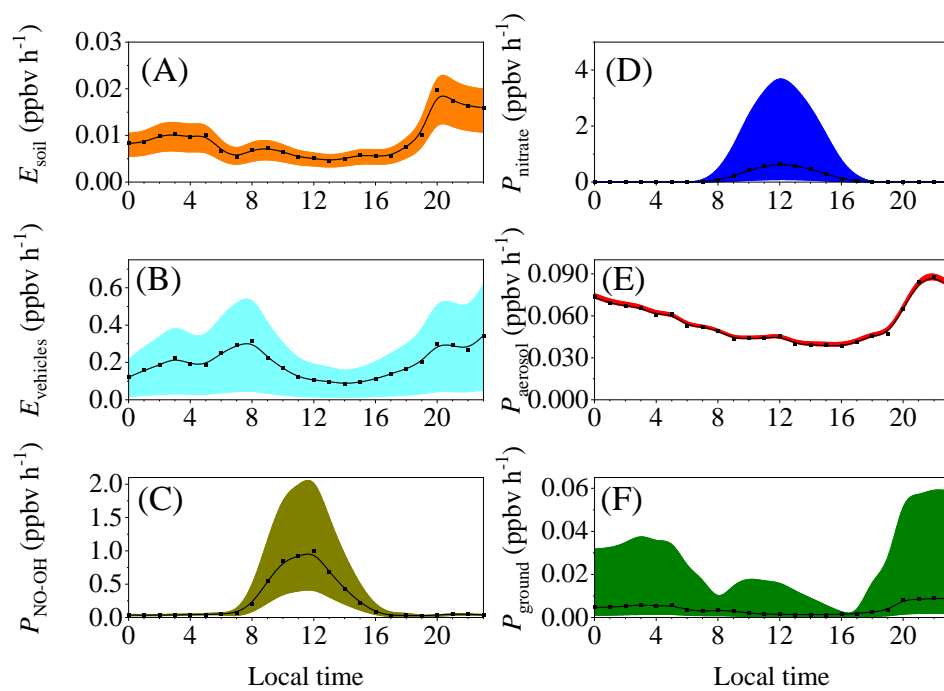 (A)
E_soil (ppbv h⁻¹)
0.03
0.02
0.01
0.00
0 4 8 12 16 20
(D)
P_nitrate (ppbv h⁻¹)
4
2
0
0 4 8 12 16 20
(B)
E_vehicles (ppbv h⁻¹)
0.6
0.4
0.2
0.0
0 4 8 12 16 20
(E)
P_aerosol (ppbv h⁻¹)
0.090
0.060
0.030
0.000
0 4 8 12 16 20
(C)
P_NO-OH (ppbv h⁻¹)
2.0
1.5
1.0
0.5
0.0
0 4 8 12 16 20
Local time
(F)
P_ground (ppbv h⁻¹)
0.06
0.04
0.02
0.00
0 4 8 12 16 20
Local time